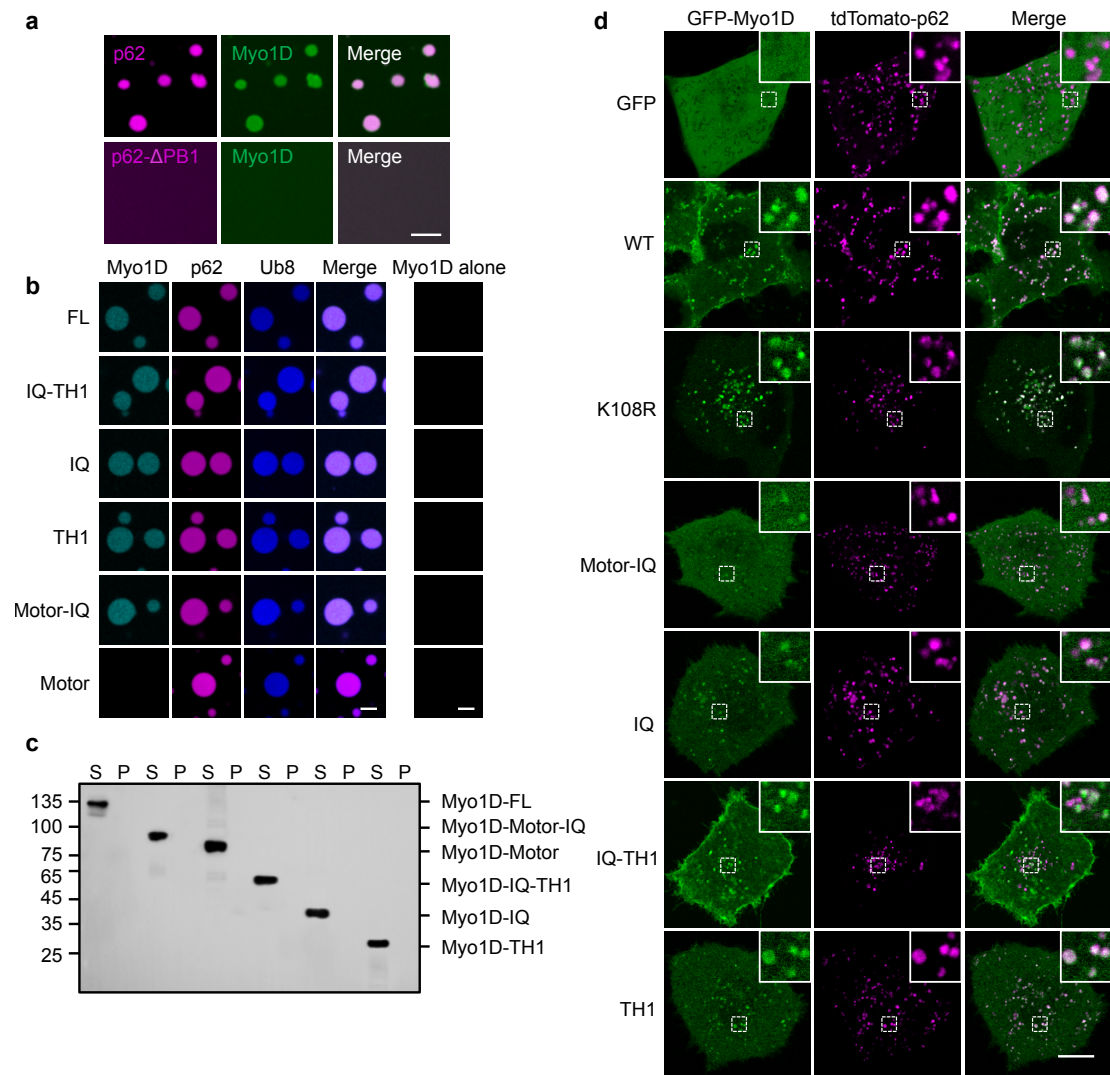 a
p62 Myo1D Merge
p62-ΔPB1 Myo1D Merge
b
Myo1D p62 Ub8 Merge Myo1D alone
FL
IQ-TH1
IQ
TH1
Motor-IQ
Motor
c
S P S P S P S P S P S P
135
100
75
65
45
35
25
Myo1D-FL
Myo1D-Motor-IQ
Myo1D-Motor
Myo1D-IQ-TH1
Myo1D-IQ
Myo1D-TH1
d
GFP-Myo1D tdTomato-p62 Merge
GFP
WT
K108R
Motor-IQ
IQ
IQ-TH1
TH1